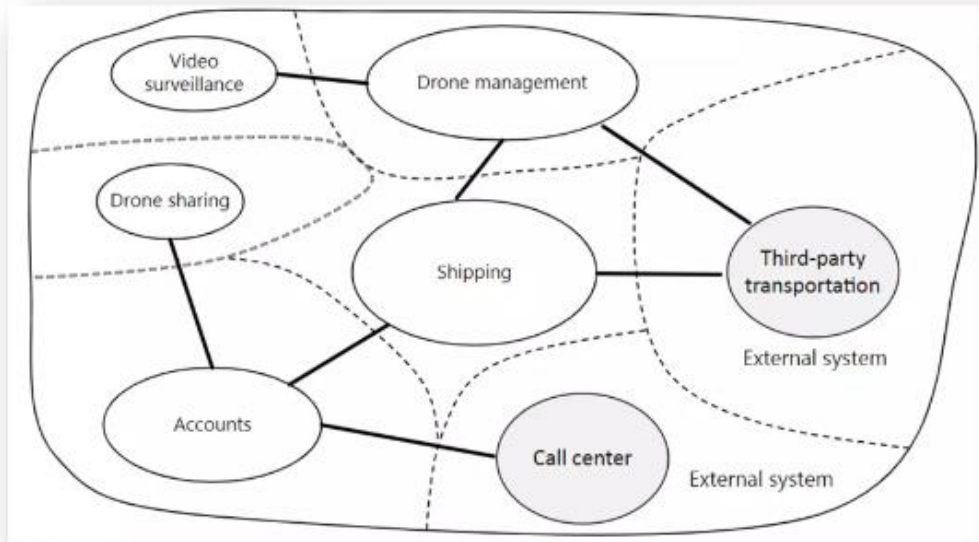 Video
surveillance
Drone management
Drone sharing
Shipping
Third-party
transportation
External system
Accounts
Call center
External system